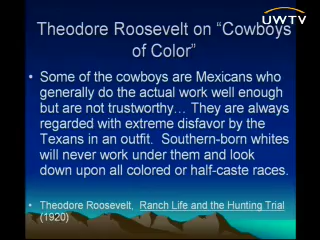 UWTV
Theodore Roosevelt on “Cowboys
of Color”
• Some of the cowboys are Mexicans who
generally do the actual work well enough
but are not trustworthy… They are always
regarded with extreme disfavor by the
Texans in an outfit.  Southern-born whites
will never work under them and look
down upon all colored or half-caste races.
• Theodore Roosevelt,  Ranch Life and the Hunting Trial
(1920)